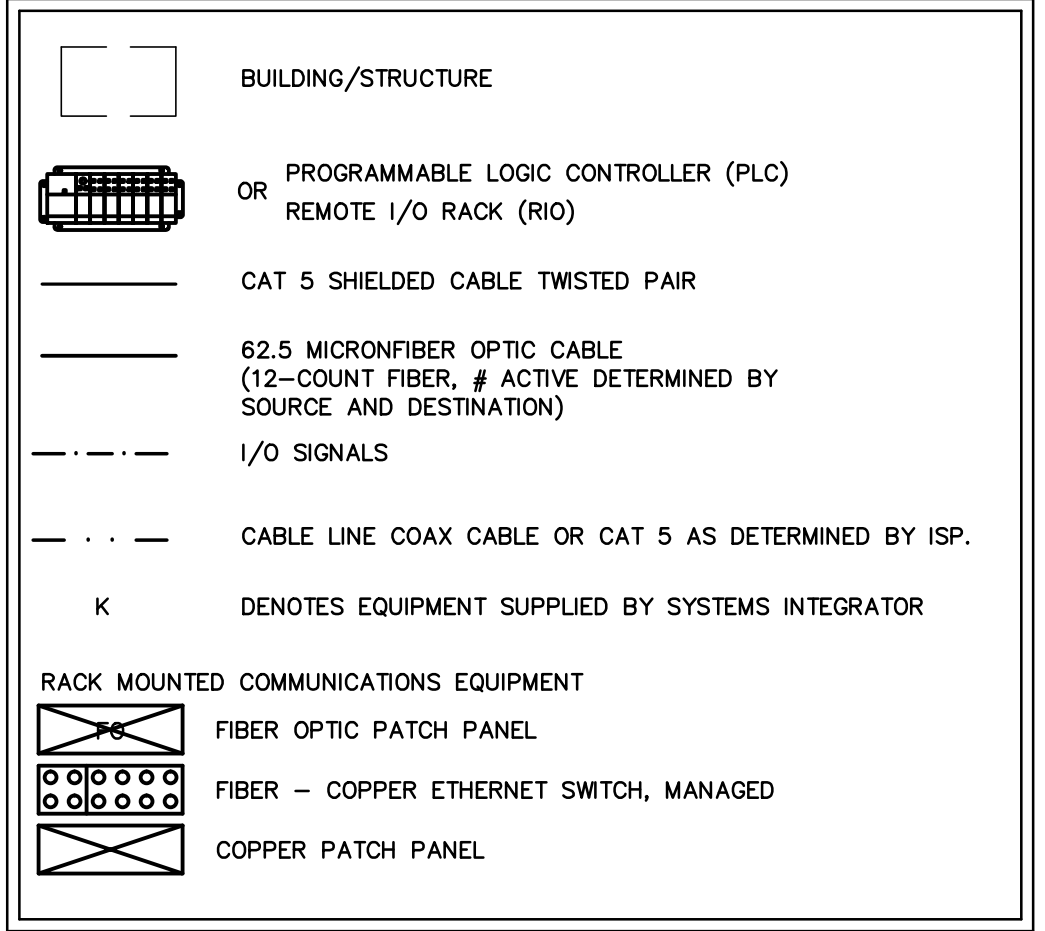 BUILDING/STRUCTURE
OR
PROGRAMMABLE LOGIC CONTROLLER (PLC)
REMOTE I/O RACK (RIO)
CAT 5 SHIELDED CABLE TWISTED PAIR
62.5 MICRONFIBER OPTIC CABLE
(12–COUNT FIBER, # ACTIVE DETERMINED BY
SOURCE AND DESTINATION)
I/O SIGNALS
CABLE LINE COAX CABLE OR CAT 5 AS DETERMINED BY ISP.
K DENOTES EQUIPMENT SUPPLIED BY SYSTEMS INTEGRATOR
RACK MOUNTED COMMUNICATIONS EQUIPMENT
FO FIBER OPTIC PATCH PANEL
FIBER – COPPER ETHERNET SWITCH, MANAGED
COPPER PATCH PANEL